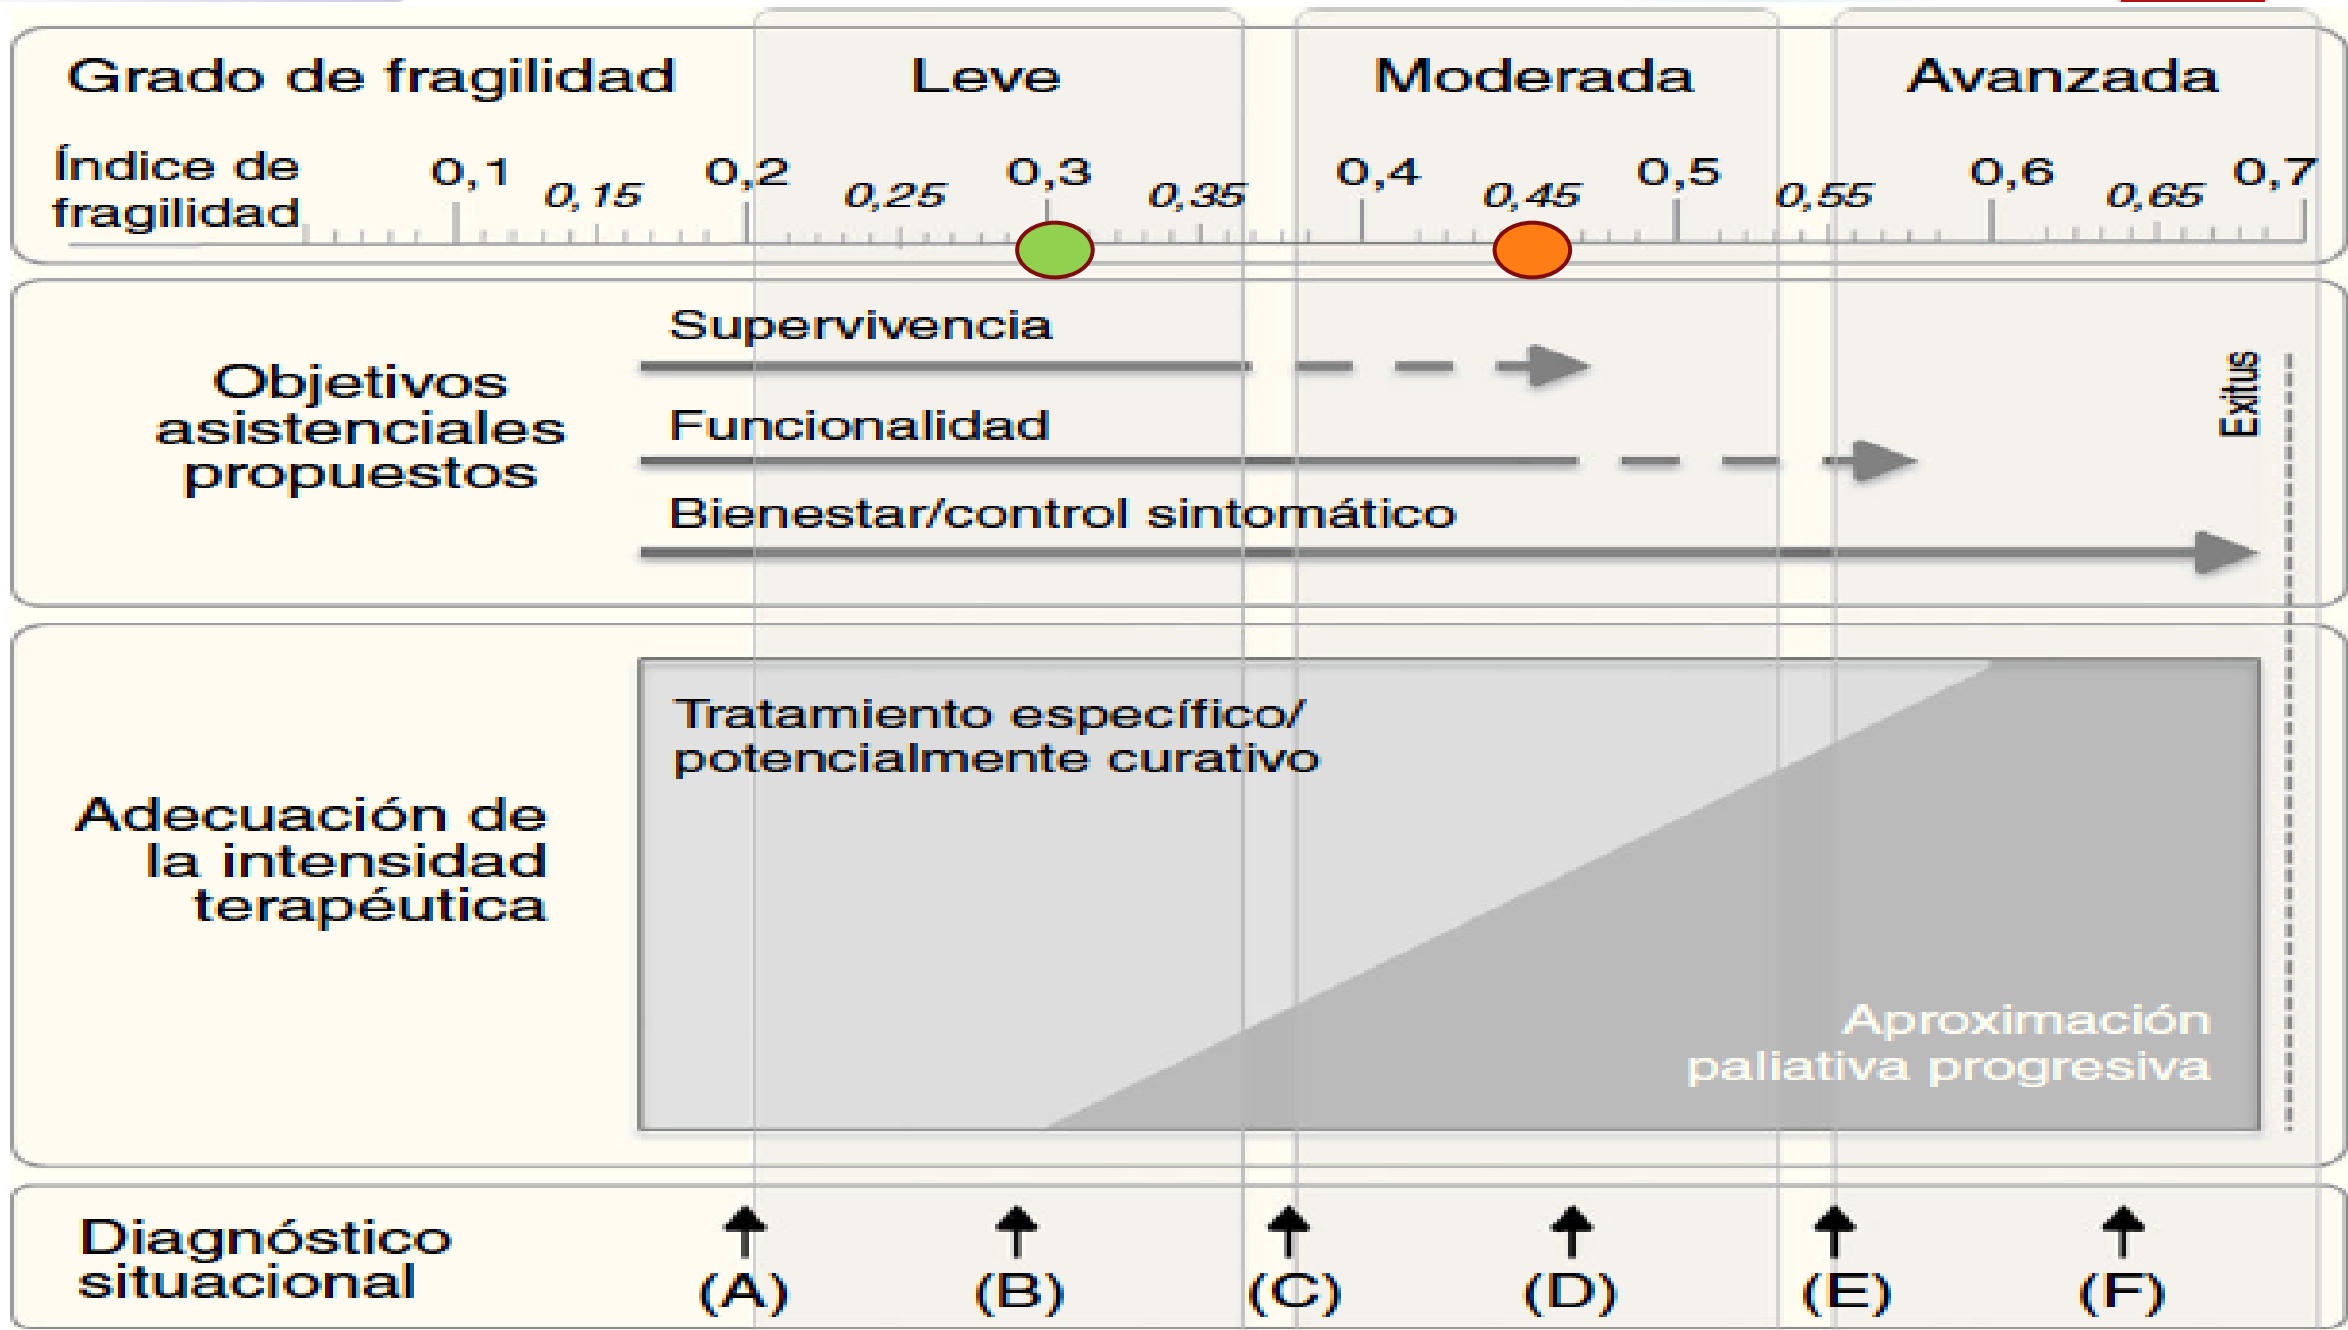 Grado de fragilidad Leve Moderada Avanzada
Índice de fragilidad
0,1 0,15 0,2 0,25 0,3 0,35 0,4 0,45 0,5 0,55 0,6 0,65 0,7
Objetivos
asistenciales
propuestos
Supervivencia
Funcionalidad
Bienestar/control sintomático
Exitus
Adecuación de
la intensidad
terapéutica
Tratamiento específico/
potencialmente curativo
Aproximación
paliativa progresiva
Diagnóstico
situacional
(A) (B) (C) (D) (E) (F)